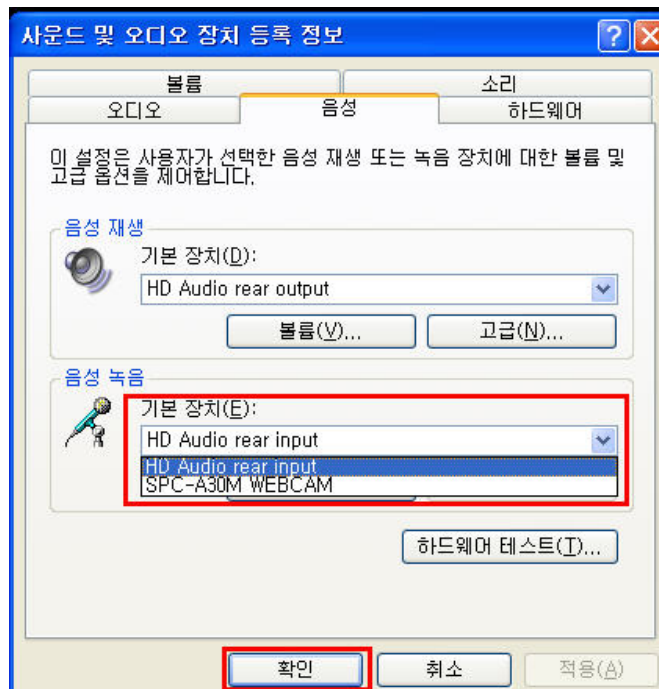 사운드 및 오디오 장치 등록 정보
볼륨
소리
오디오
음성
하드웨어
이 설정은 사용자가 선택한 음성 재생 또는 녹음 장치에 대한 볼륨 및
고급 옵션을 제어합니다.
음성 재생
기본 장치(D):
HD Audio rear output
볼륨(V)...
고급(N)...
음성 녹음
기본 장치(E):
HD Audio rear input
HD Audio rear input
SPC-A30M WEBCAM
하드웨어 테스트(T)...
확인
취소
적용(A)